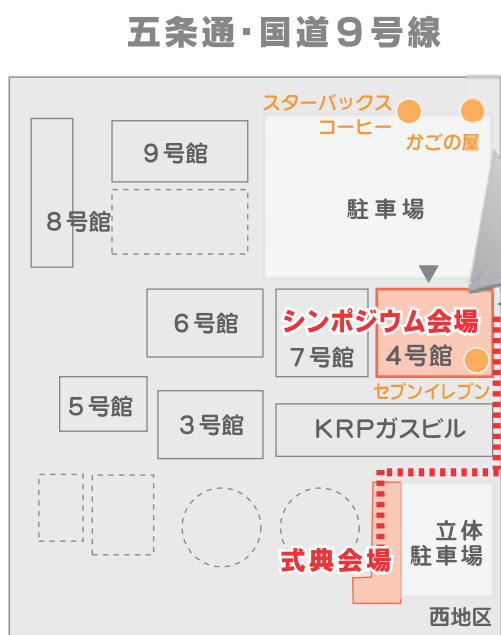 五条通・国道9号線
スターバックス
コーヒー
かごの屋
9号館
8号館
駐車場
6号館
シンポジウム会場
7号館
4号館
セブンイレブン
5号館
3号館
KRPガスビル
式典会場
立体
駐車場
西地区